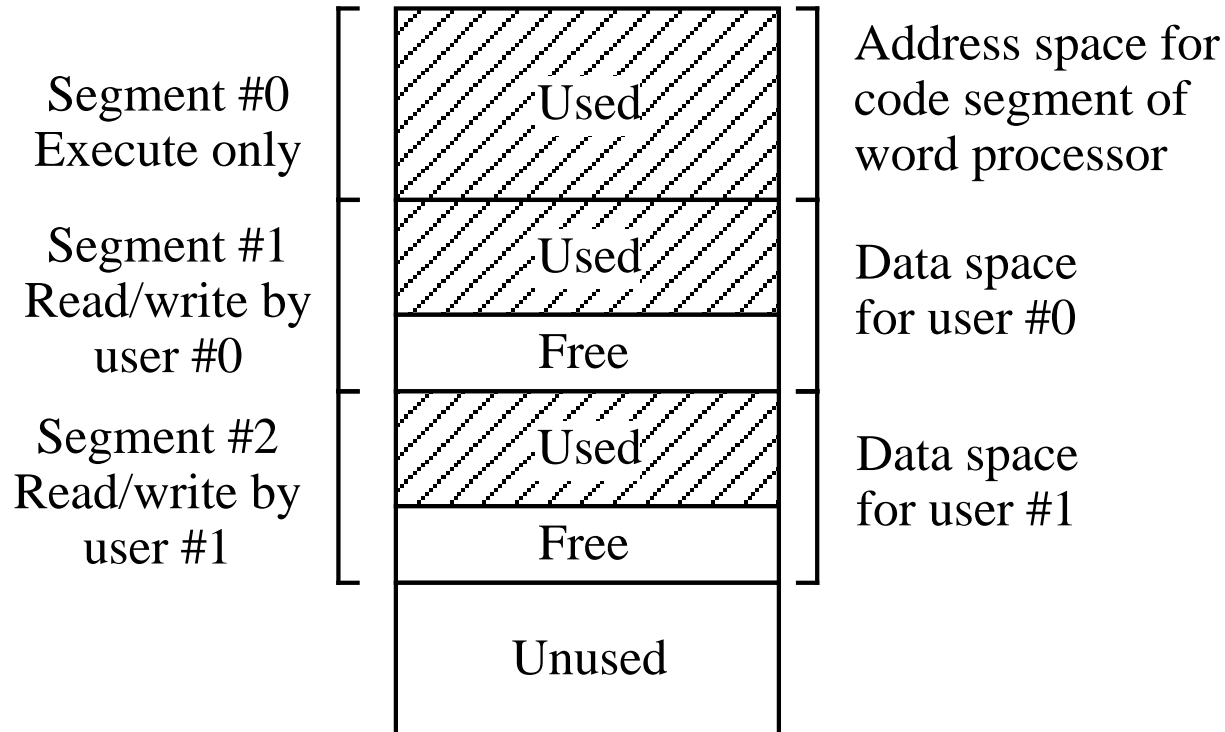 Segment #0
Execute only
Used
Address space for
code segment of
word processor
Segment #1
Read/write by
user #0
Used
Free
Data space
for user #0
Segment #2
Read/write by
user #1
Used
Free
Data space
for user #1
Unused